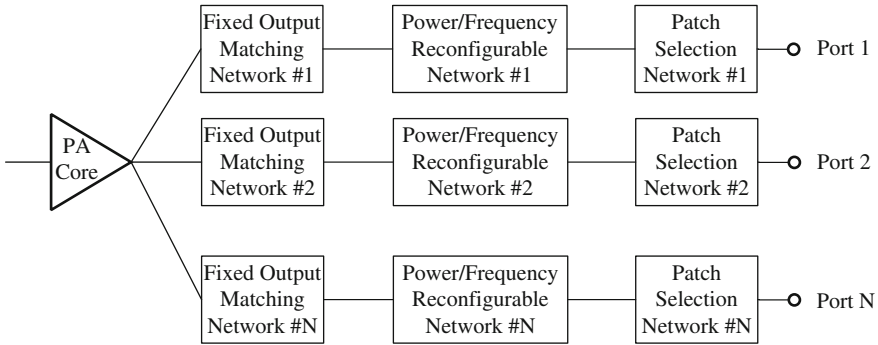 PA
Core
Fixed Output
Matching
Network #1
Power/Frequency
Reconfigurable
Network #1
Patch
Selection
Network #1
Port 1
Fixed Output
Matching
Network #2
Power/Frequency
Reconfigurable
Network #2
Patch
Selection
Network #2
Port 2
Fixed Output
Matching
Network #N
Power/Frequency
Reconfigurable
Network #N
Patch
Selection
Network #N
Port N